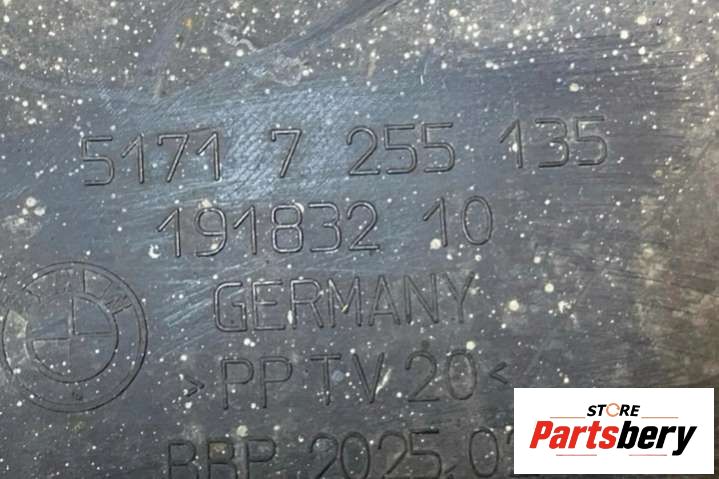 5171 7 255 135
191832 10
GERMANY
>PP TV 20<
STORE
Partsbery